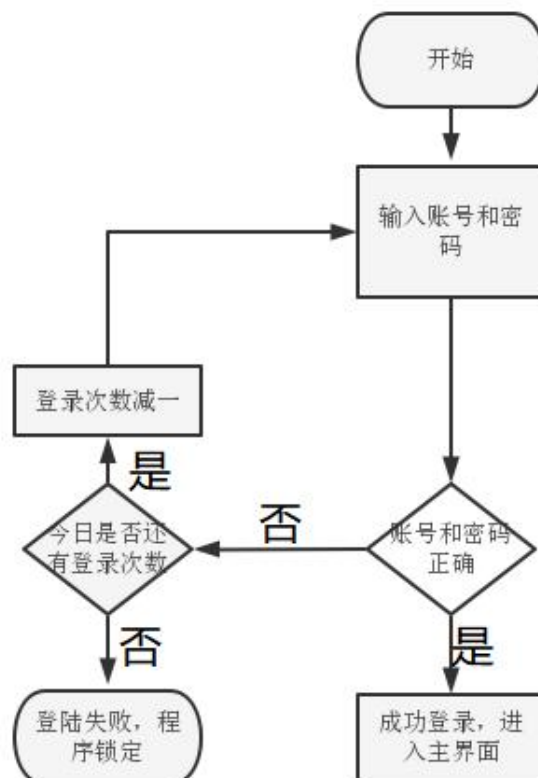 开始
输入账号和密
码
登录次数减一
是
今日是否还
有登录次数
否
账号和密码
正确
否
是
登陆失败，程
序锁定
成功登录，进
入主界面